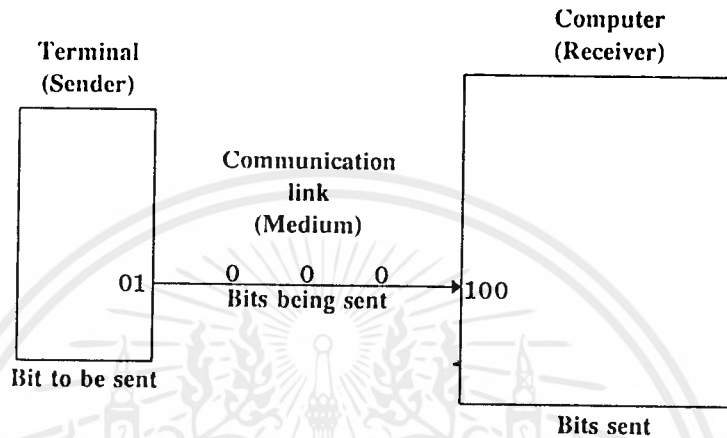 Computer
(Receiver)
Terminal
(Sender)
Communication
link
(Medium)
01
0 0 0
100
Bits being sent
Bit to be sent
Bits sent